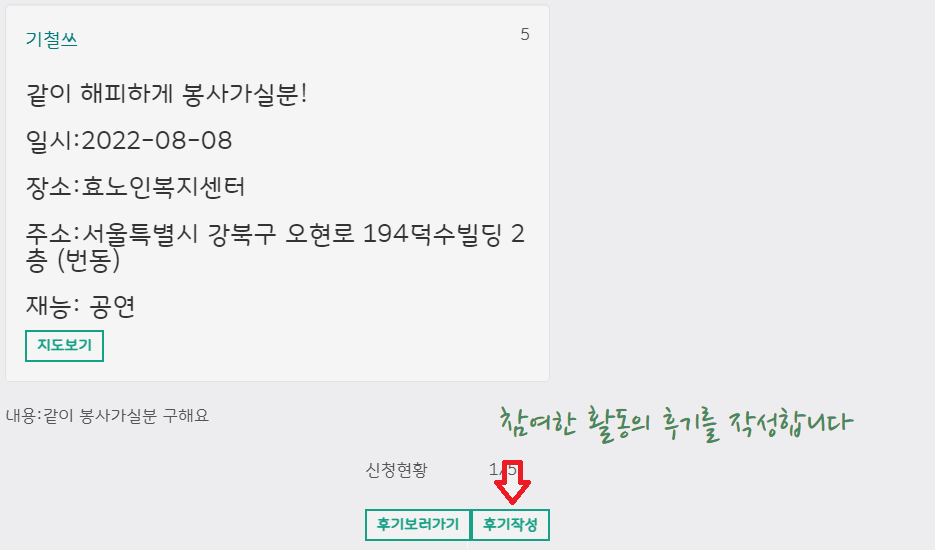 기철쓰
5
같이 해피하게 봉사가실분!
일시:2022-08-08
장소:효노인복지센터
주소:서울특별시 강북구 오현로 194덕수빌딩 2
층 (번동)
재능: 공연
지도보기
내용:같이 봉사가실분 구해요
참여한 활동의 후기를 작성합니다
신청현황 1/5
후기보러가기 후기작성